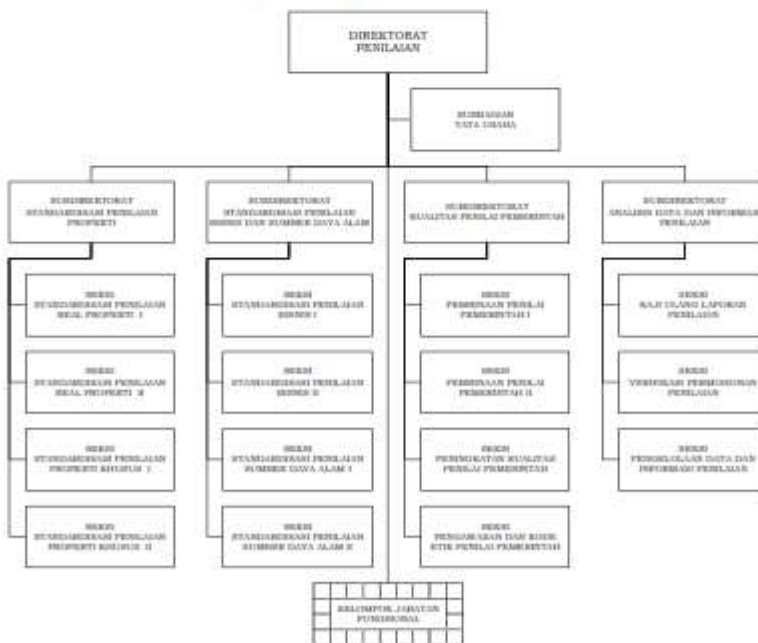 DIREKTORAT
PENILAIAN
SUBBAGIAN
TATA USAHA
SUBDIREKTORAT
STANDARDISASI PENILAIAN
PROPERTI
SUBDIREKTORAT
STANDARDISASI PENILAIAN
BISNIS DAN SUMBER DAYA ALAM
SUBDIREKTORAT
KUALITAS PENILAI PEMERINTAH
SUBDIREKTORAT
ANALISIS DATA DAN INFORMASI
PENILAIAN
SEKSI
STANDARDISASI PENILAIAN
REAL PROPERTI I
SEKSI
STANDARDISASI PENILAIAN
BISNIS I
SEKSI
PEMBINAAN PENILAI
PEMERINTAH I
SEKSI
KAJI ULANG LAPORAN
PENILAIAN
SEKSI
STANDARDISASI PENILAIAN
REAL PROPERTI II
SEKSI
STANDARDISASI PENILAIAN
BISNIS II
SEKSI
PEMBINAAN PENILAI
PEMERINTAH II
SEKSI
VERIFIKASI PERMOHONAN
PENILAIAN
SEKSI
STANDARDISASI PENILAIAN
PROPERTI KHUSUS I
SEKSI
STANDARDISASI PENILAIAN
SUMBER DAYA ALAM I
SEKSI
PENINGKATAN KUALITAS
PENILAI PEMERINTAH
SEKSI
PENGELOLAAN DATA DAN
INFORMASI PENILAIAN
SEKSI
STANDARDISASI PENILAIAN
PROPERTI KHUSUS II
SEKSI
STANDARDISASI PENILAIAN
SUMBER DAYA ALAM II
SEKSI
PENGAWASAN DAN KODE
ETIK PENILAI PEMERINTAH
KELOMPOK JABATAN
FUNGSIONAL